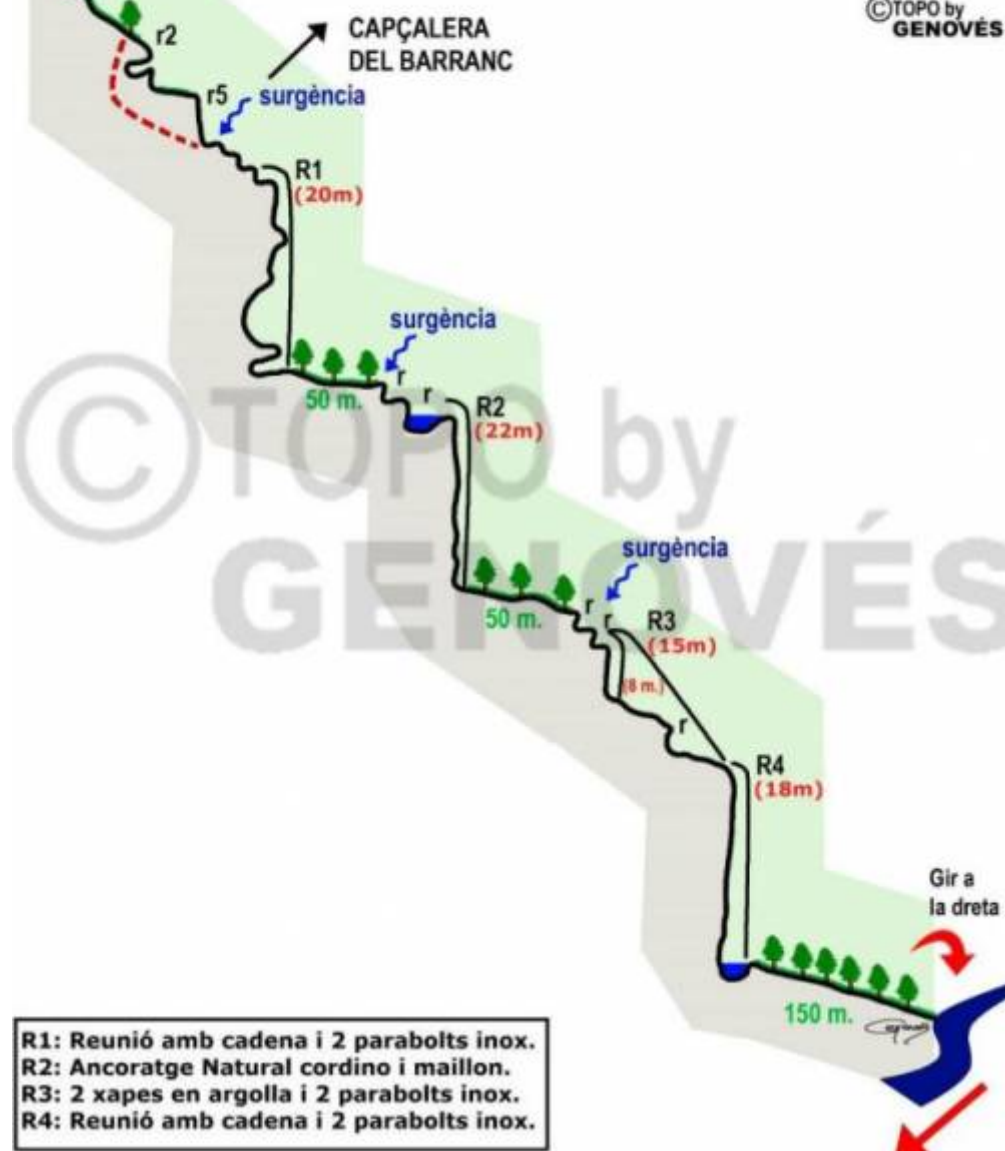 ©TOPO by
GENOVÉS
CAPÇALERA
DEL BARRANC
r2
r5
surgència
R1
(20m)
surgència
r
r
50 m.
R2
(22m)
© TOPO by
GENOVÉS
surgència
50 m.
r
r
R3
(15m)
(8 m.)
r
R4
(18m)
Gir a
la dreta
150 m.
R1: Reunió amb cadena i 2 parabolts inox.
R2: Ancoratge Natural cordino i maillon.
R3: 2 xapes en argolla i 2 parabolts inox.
R4: Reunió amb cadena i 2 parabolts inox.